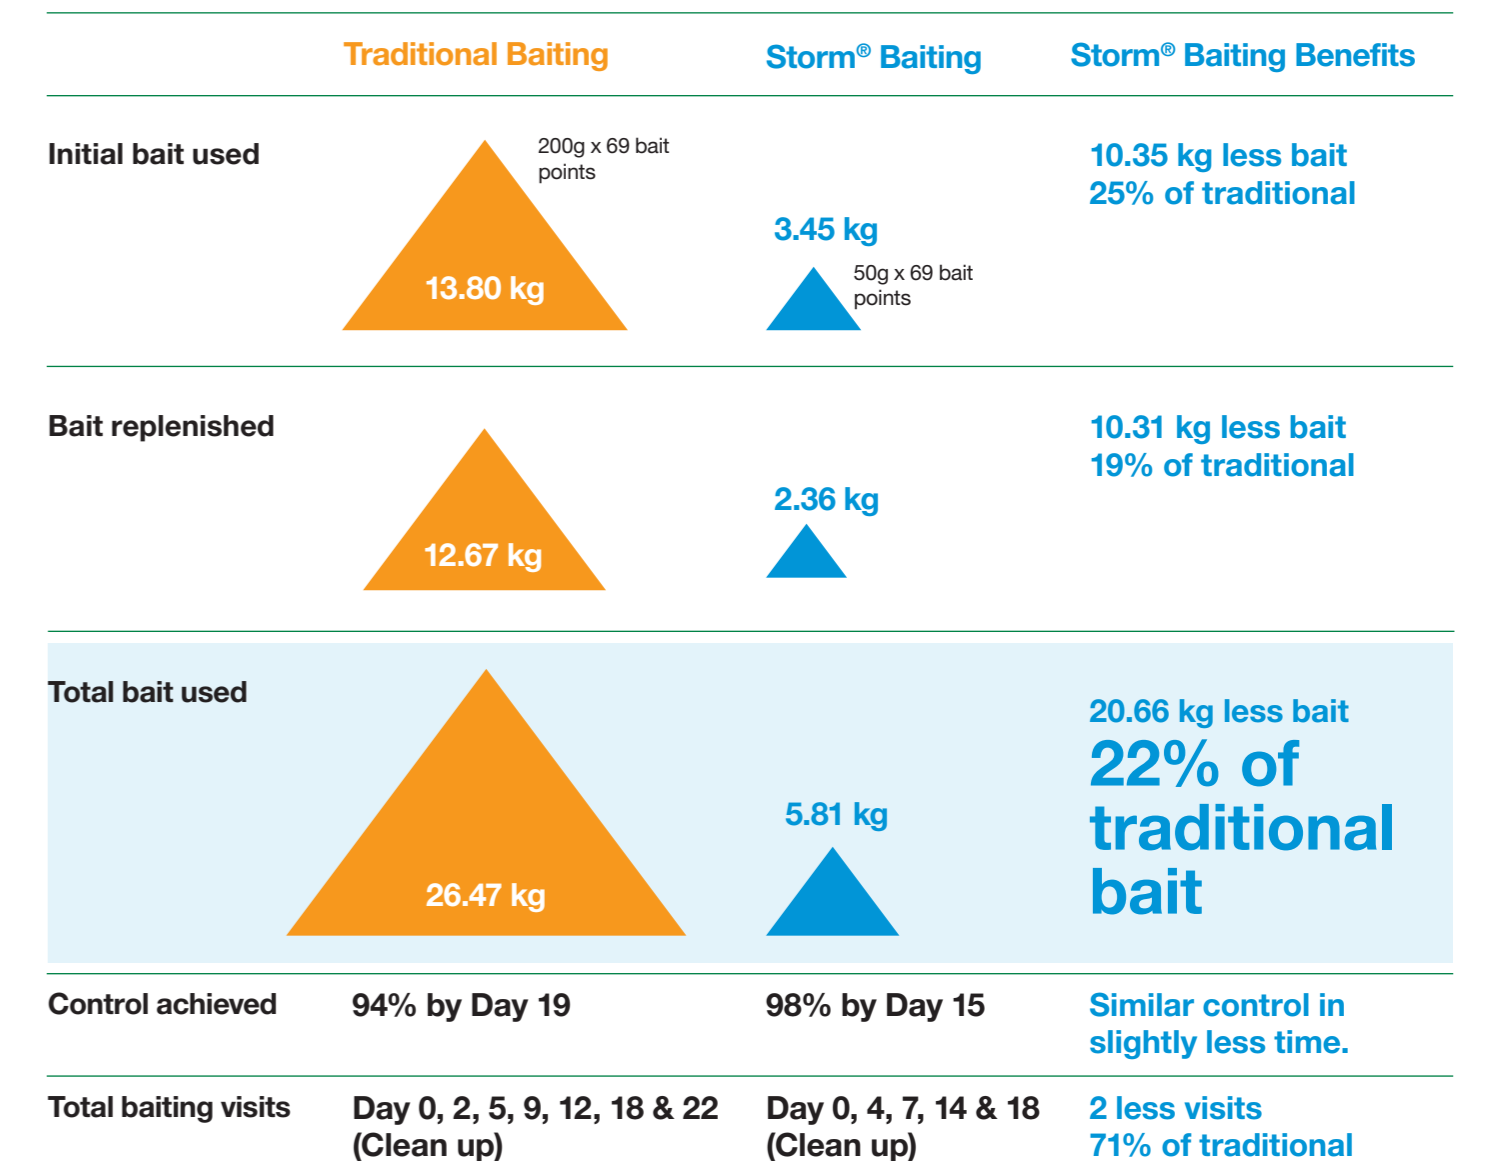 Traditional Baiting
Storm® Baiting
Storm® Baiting Benefits
Initial bait used
200g x 69 bait
points
13.80 kg
3.45 kg
50g x 69 bait
points
10.35 kg less bait
25% of traditional
Bait replenished
12.67 kg
2.36 kg
10.31 kg less bait
19% of traditional
Total bait used
26.47 kg
5.81 kg
20.66 kg less bait
22% of
traditional
bait
Control achieved
94% by Day 19
98% by Day 15
Similar control in
slightly less time.
Total baiting visits
Day 0, 2, 5, 9, 12, 18 & 22
(Clean up)
Day 0, 4, 7, 14 & 18
(Clean up)
2 less visits
71% of traditional